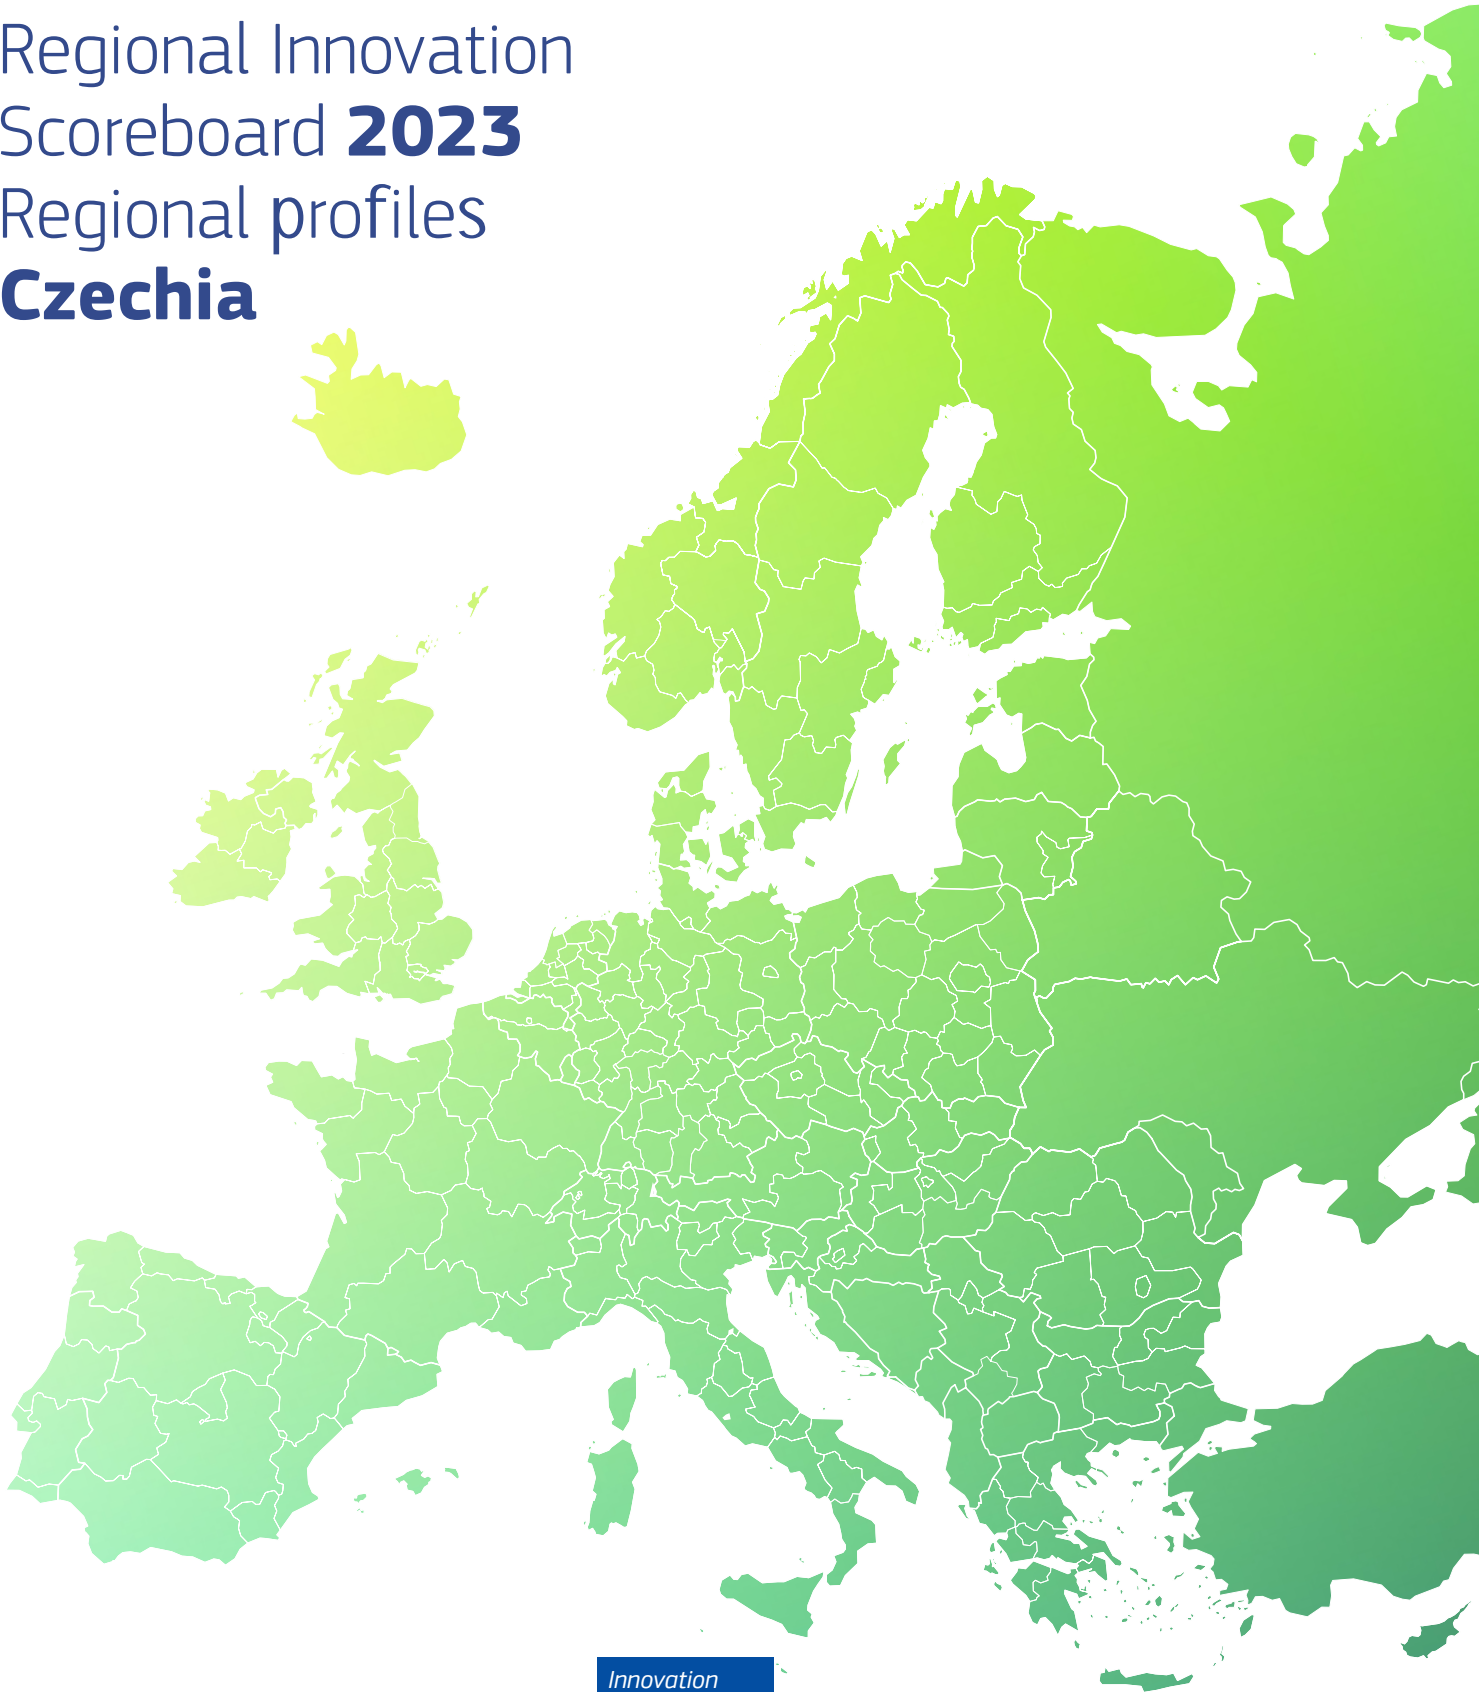 Regional Innovation
Scoreboard 2023
Regional profiles
Czechia
Innovation